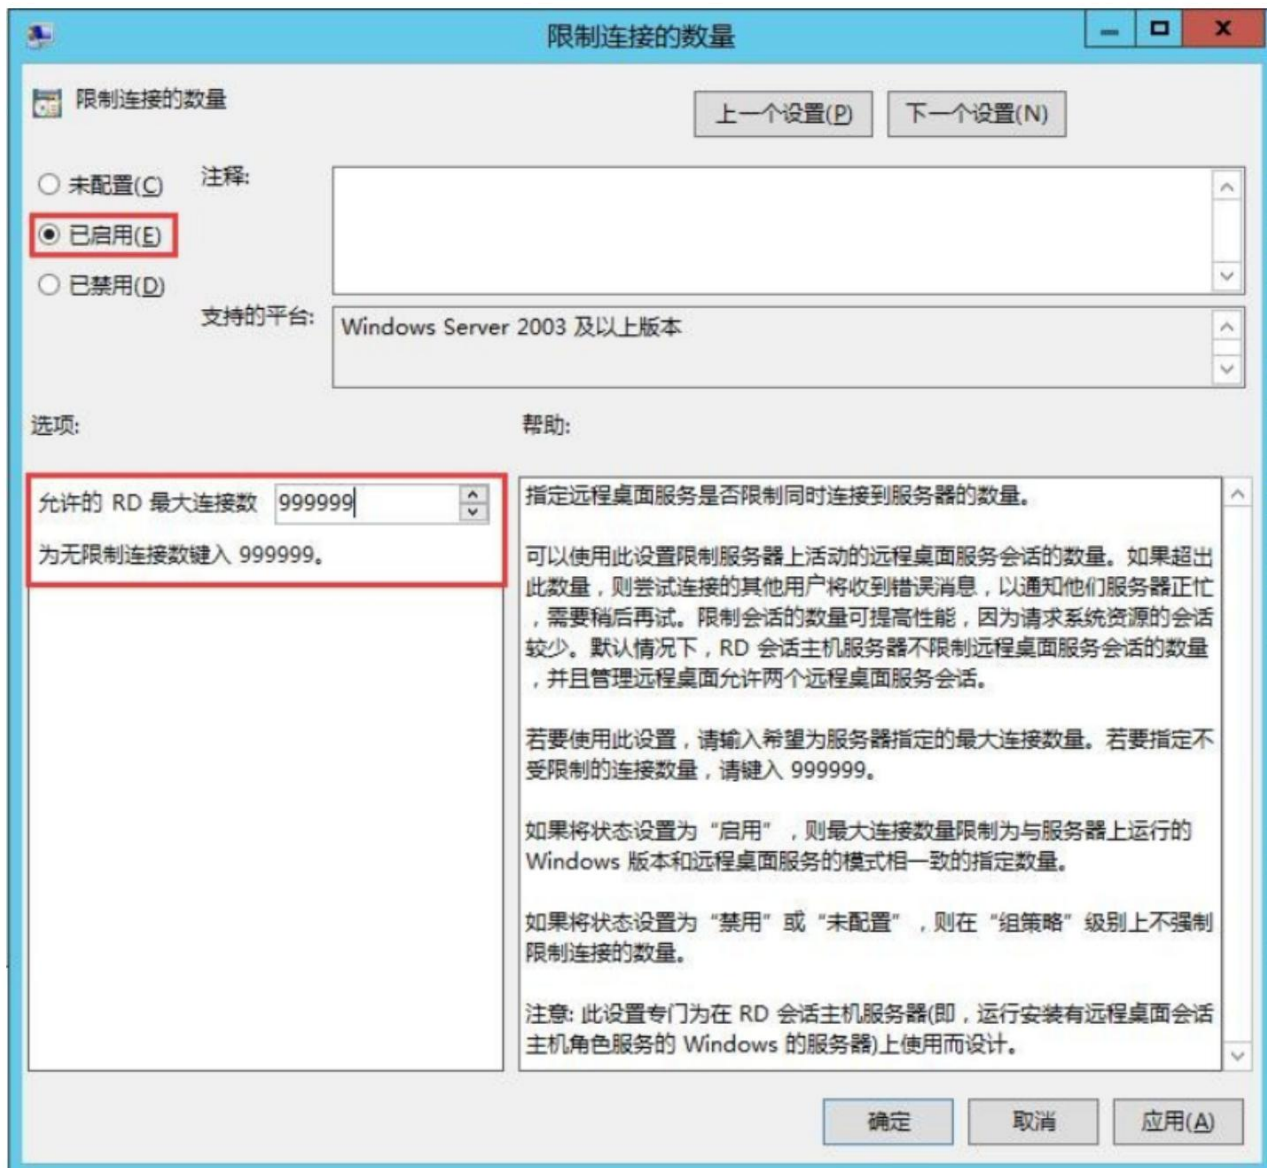 限制连接的数量
限制连接的数量
上一个设置(P)
下一个设置(N)
未配置(C)
注释:
已启用(E)
已禁用(D)
支持的平台:
Windows Server 2003 及以上版本
选项:
帮助:
允许的 RD 最大连接数 999999
为无限制连接数键入 999999。
指定远程桌面服务是否限制同时连接到服务器的数量。
可以使用此设置限制服务器上活动的远程桌面服务会话的数量。如果超出
此数量，则尝试连接的其他用户将收到错误消息，以通知他们服务器正忙
，需要稍后再试。限制会话的数量可提高性能，因为请求系统资源的会话
较少。默认情况下，RD 会话主机服务器不限制远程桌面服务会话的数量
，并且管理远程桌面允许两个远程桌面服务会话。
若要使用此设置，请输入希望为服务器指定的最大连接数量。若要指定不
受限制的连接数量，请键入 999999。
如果将状态设置为“启用”，则最大连接数量限制为与服务器上运行的
Windows 版本和远程桌面服务的模式相一致的指定数量。
如果将状态设置为“禁用”或“未配置”，则在“组策略”级别上不强制
限制连接的数量。
注意: 此设置专门为在 RD 会话主机服务器(即，运行安装有远程桌面会话
主机角色服务的 Windows 的服务器)上使用而设计。
确定
取消
应用(A)